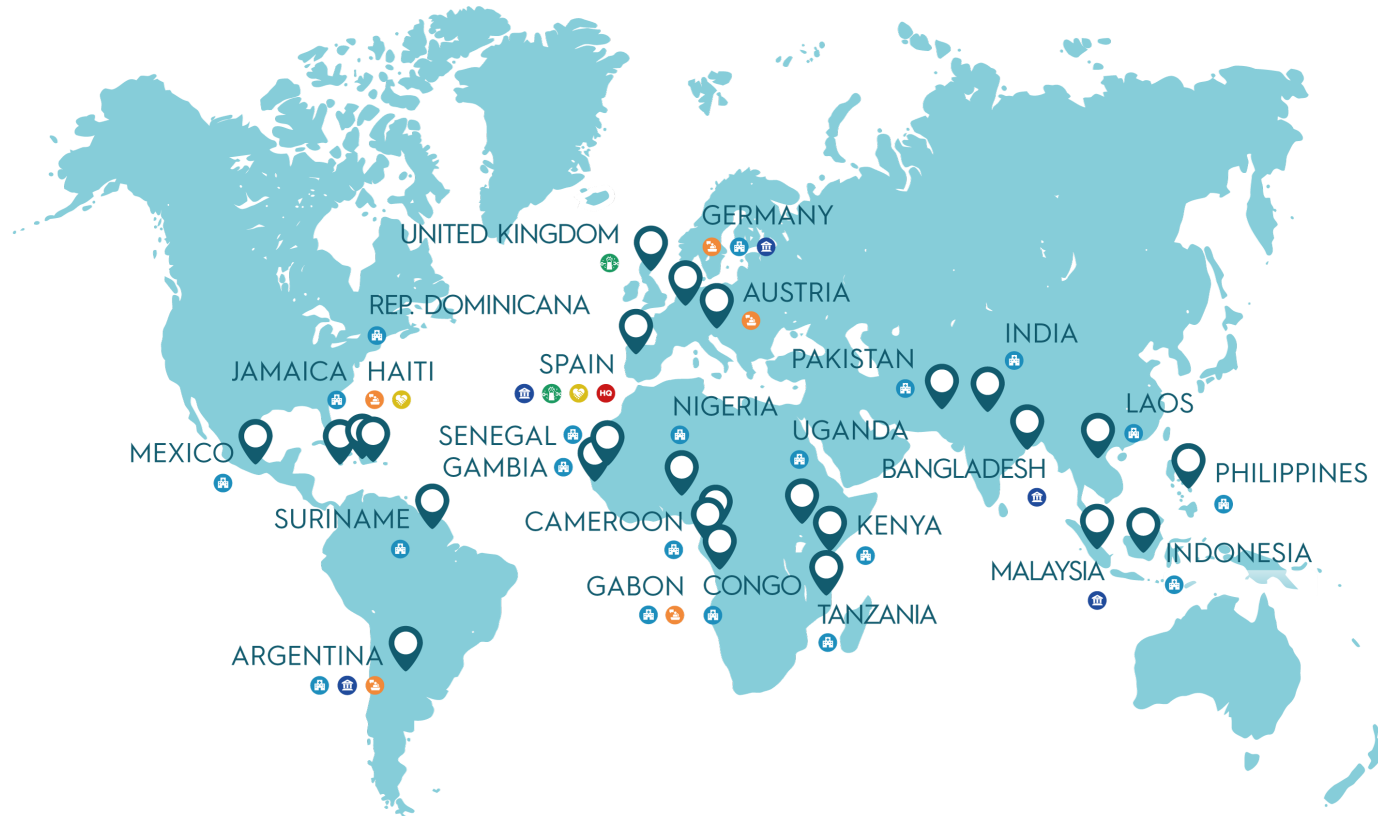 GERMANY
UNITED KINGDOM
AUSTRIA
REP. DOMINICANA
INDIA
PAKISTAN
SPAIN
JAMAICA
HAITI
HQ
LAOS
NIGERIA
UGANDA
SENEGAL
MEXICO
GAMBIA
BANGLADESH
PHILIPPINES
SURINAME
CAMEROON
KENYA
INDONESIA
MALAYSIA
GABON
CONGO
TANZANIA
ARGENTINA